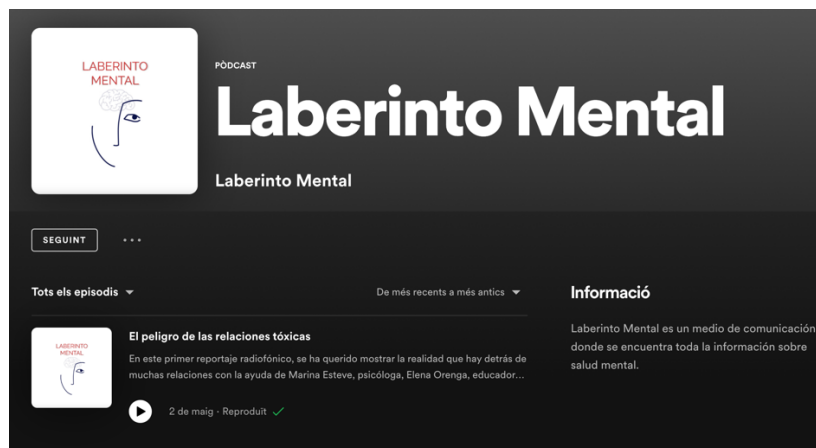 LABERINTO
MENTAL
PÒDCAST
Laberinto Mental
Laberinto Mental
SEGUINT
Tots els episodis
De més recents a més antics
Informació
LABERINTO
MENTAL
El peligro de las relaciones tóxicas
En este primer reportaje radiofónico, se ha querido mostrar la realidad que hay detrás de
muchas relaciones con la ayuda de Marina Esteve, psicóloga, Elena Orenga, educador...
2 de maig · Reproduït
Laberinto Mental es un medio de comunicación
donde se encuentra toda la información sobre
salud mental.